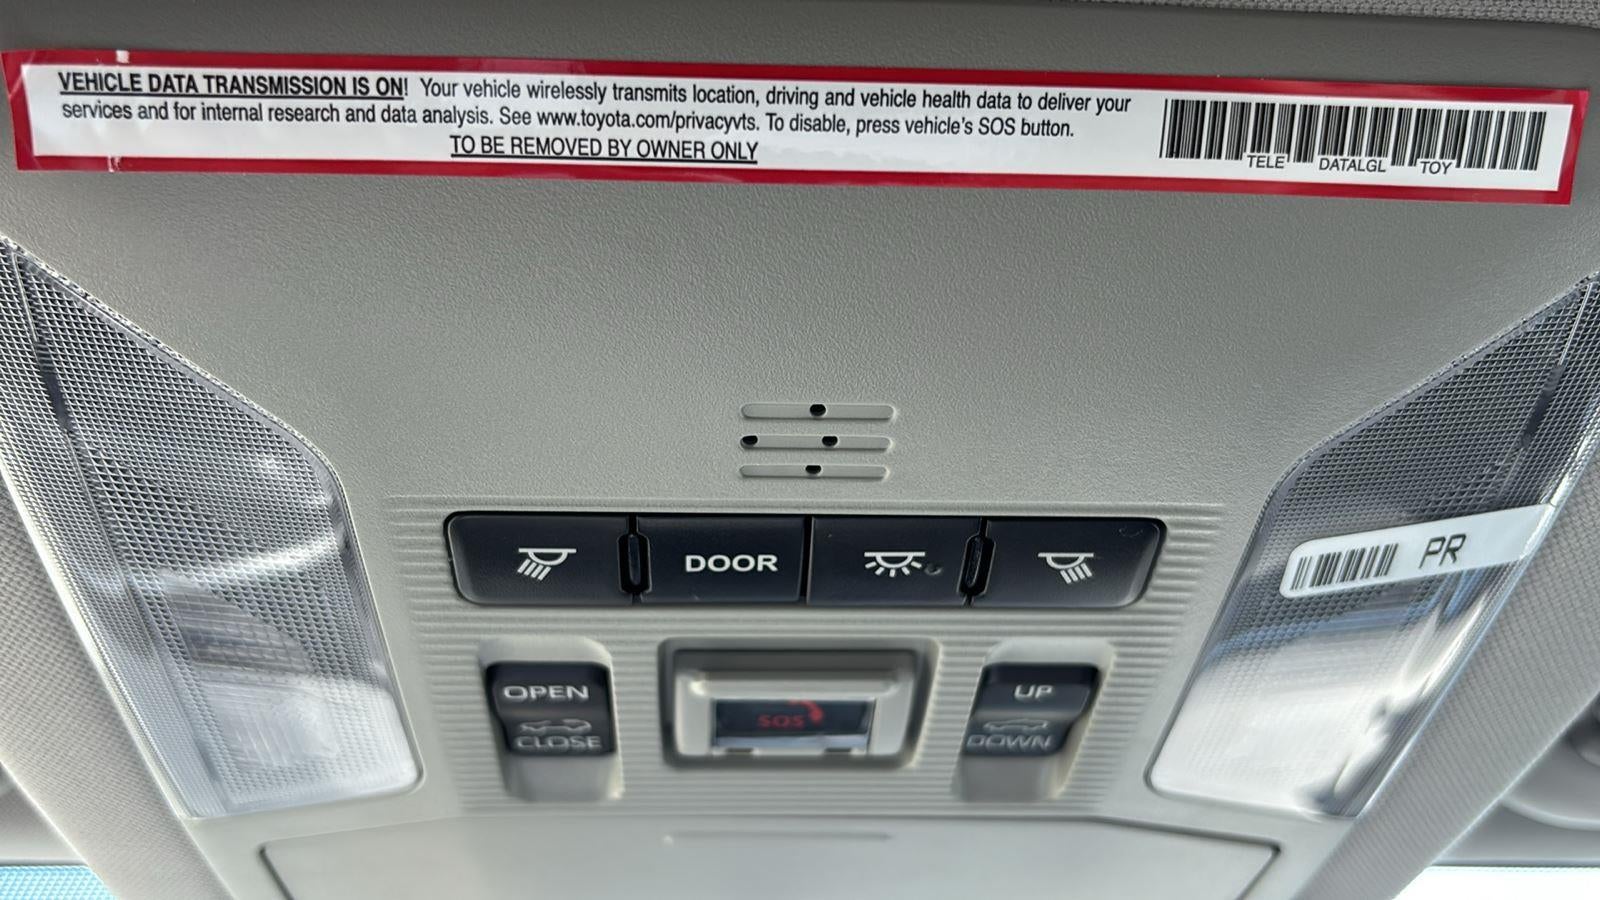 VEHICLE DATA TRANSMISSION IS ON! Your vehicle wirelessly transmits location, driving and vehicle health data to deliver your
services and for internal research and data analysis. See www.toyota.com/privacyvts. To disable, press vehicle's SOS button.
TO BE REMOVED BY OWNER ONLY
TELE DATALGL TOY
PR
DOOR
OPEN
CLOSE
SOS
UP
DOWN